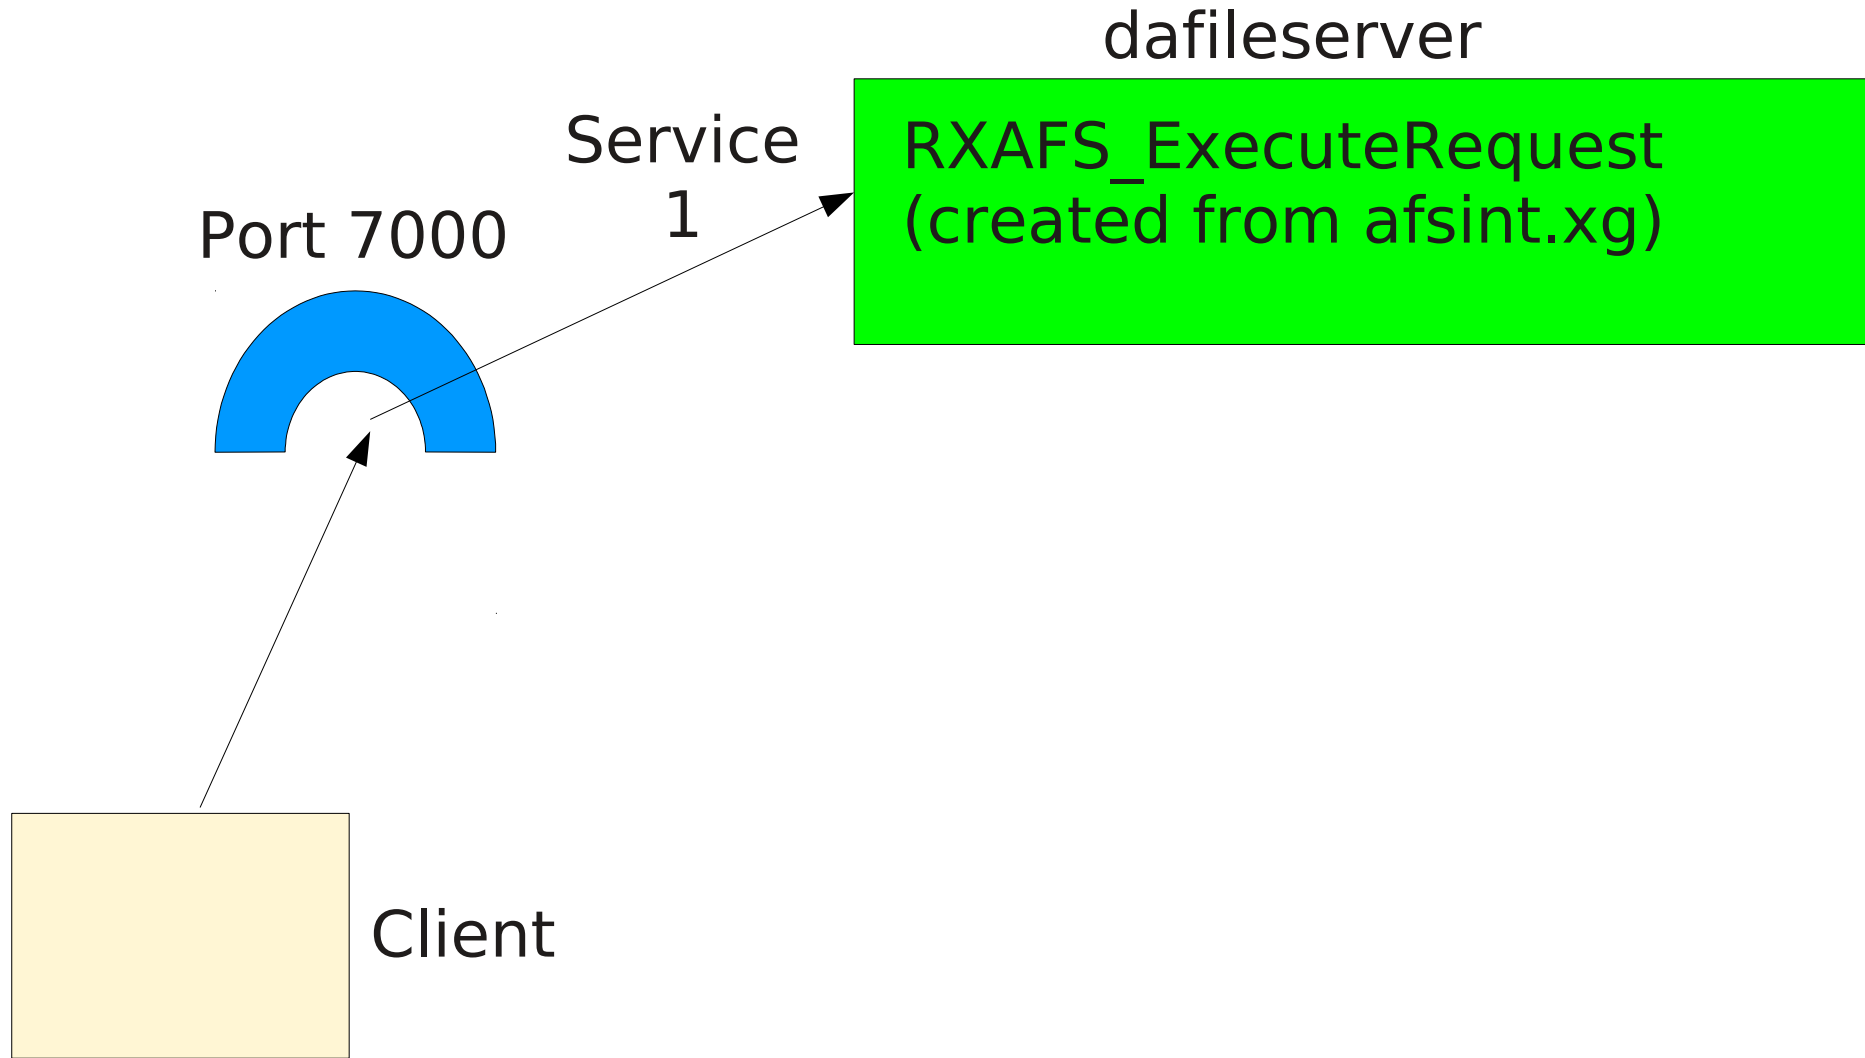 dafileserver
Service
1
RXAFS_ExecuteRequest
(created from afsint.xg)
Port 7000
Client